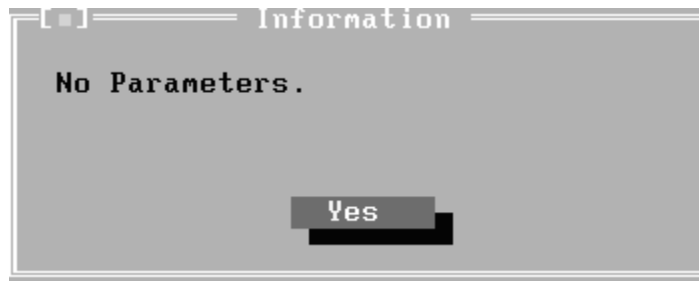 Information
No Parameters.
Yes